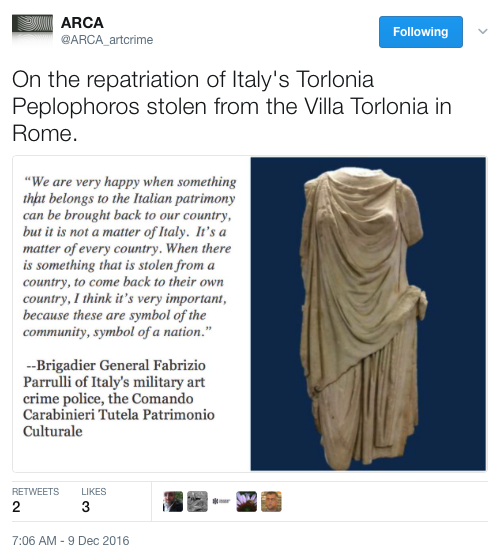 ARCA
@ARCA_artcrime
Following
On the repatriation of Italy's Torlonia
Peplophoros stolen from the Villa Torlonia in
Rome.
“We are very happy when something
that belongs to the Italian patrimony
can be brought back to our country,
but it is not a matter of Italy.  It’s a
matter of every country. When there
is something that is stolen from a
country, to come back to their own
country, I think it’s very important,
because these are symbol of the
community, symbol of a nation.”
--Brigadier General Fabrizio
Parrulli of Italy's military art
crime police, the Comando
Carabinieri Tutela Patrimonio
Culturale
RETWEETS
2
LIKES
3
7:06 AM - 9 Dec 2016